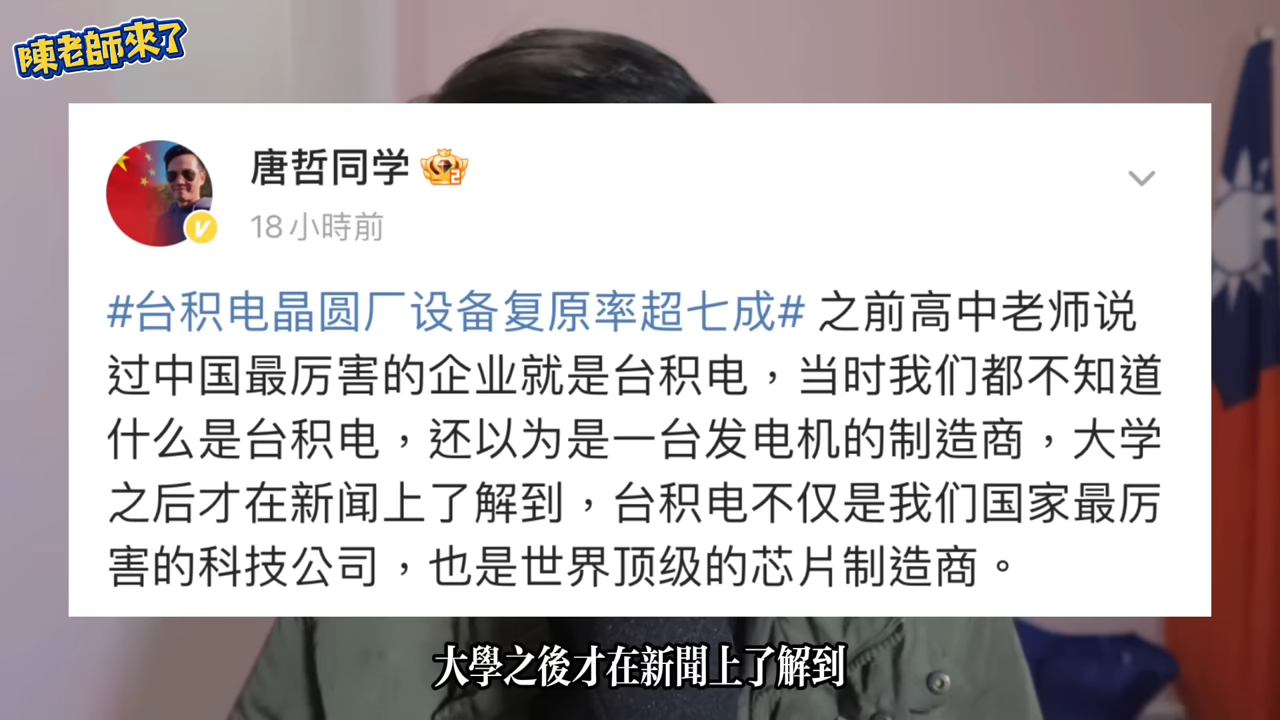 陳老師來了
唐哲同学
2
V
18小時前
#台积电晶圆厂设备复原率超七成# 之前高中老师说
过中国最厉害的企业就是台积电，当时我们都不知道
什么是台积电，还以为是一台发电机的制造商，大学
之后才在新闻上了解到，台积电不仅是我们国家最厉
害的科技公司，也是世界顶级的芯片制造商。
大學之後才在新聞上了解到